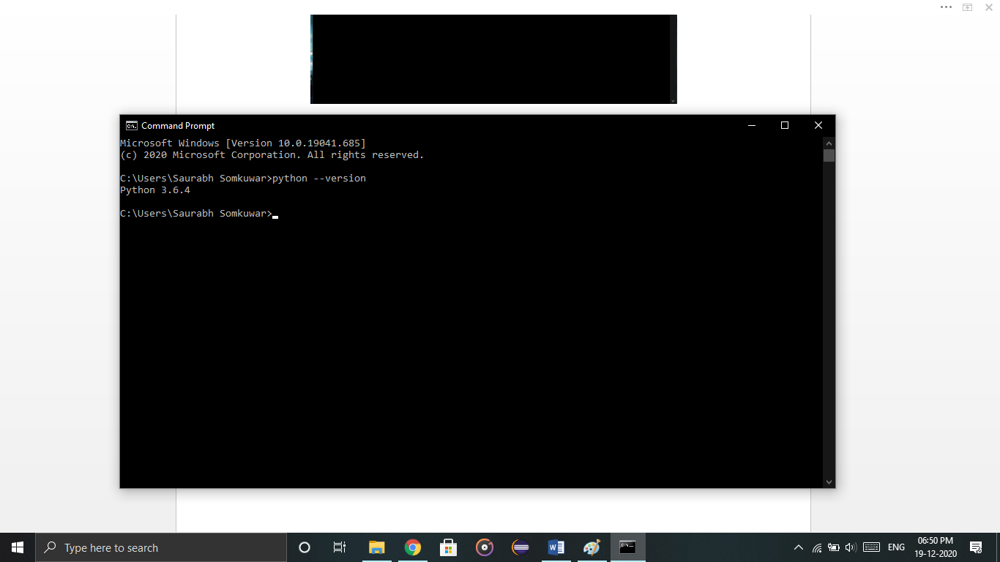 Command Prompt
Microsoft Windows [Version 10.0.19041.685]
(c) 2020 Microsoft Corporation. All rights reserved.
C:\Users\Saurabh Somkuwar>python --version
Python 3.6.4
C:\Users\Saurabh Somkuwar>
Type here to search
ENG
06:50 PM
19-12-2020